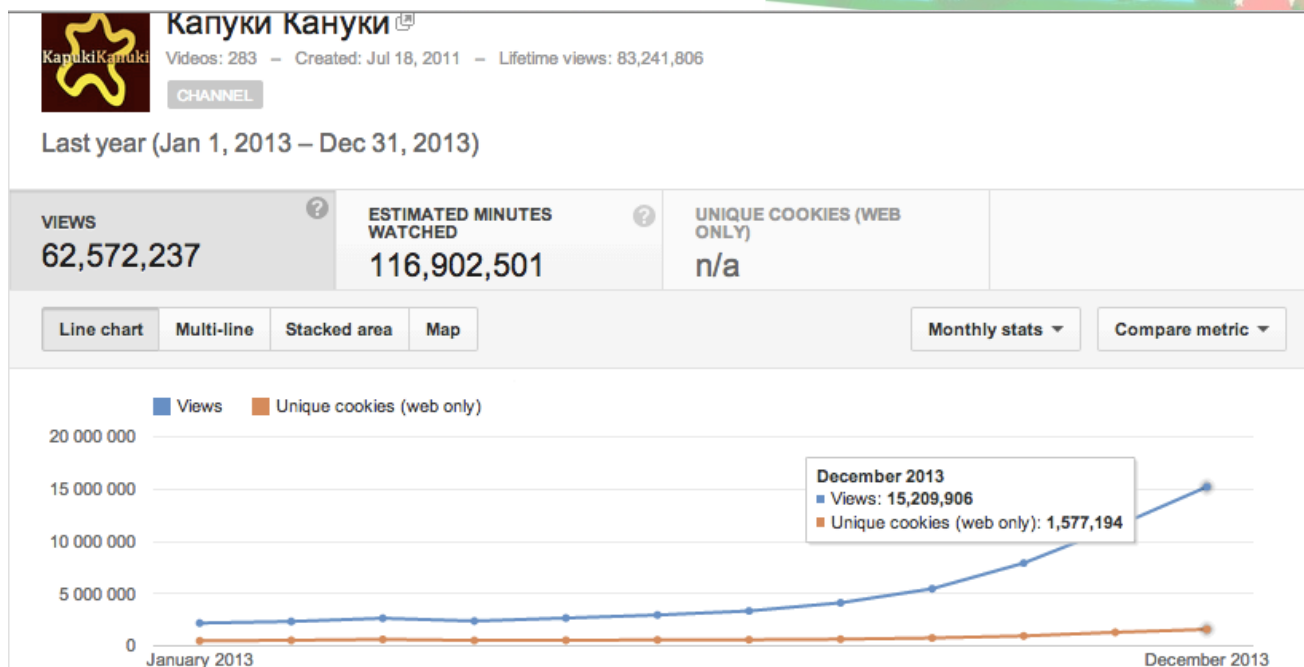 Капуки Кануки
KapukiKanuki
Videos: 283 – Created: Jul 18, 2011 – Lifetime views: 83,241,806
CHANNEL
Last year (Jan 1, 2013 – Dec 31, 2013)
VIEWS
62,572,237
?
ESTIMATED MINUTES
WATCHED
116,902,501
?
UNIQUE COOKIES (WEB
ONLY)
n/a
Line chart
Multi-line
Stacked area
Map
Monthly stats
Compare metric
Views
Unique cookies (web only)
20 000 000
15 000 000
10 000 000
5 000 000
0
December 2013
Views: 15,209,906
Unique cookies (web only): 1,577,194
January 2013
December 2013